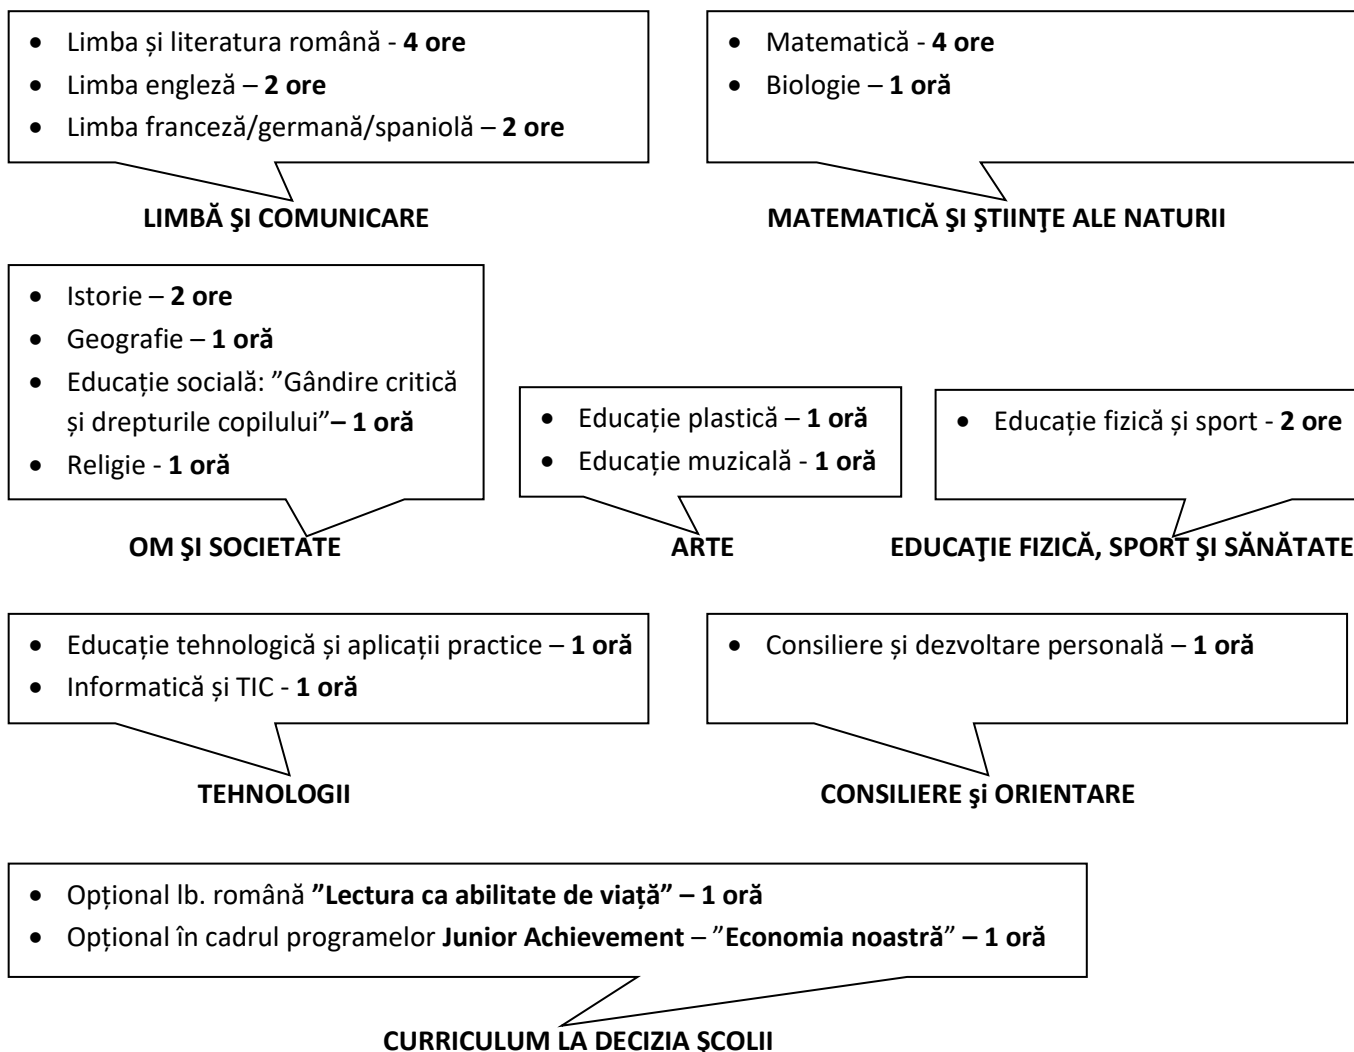 • Limba și literatura română - 4 ore
• Limba engleză – 2 ore
• Limba franceză/germană/spaniolă – 2 ore
LIMBĂ ŞI COMUNICARE
• Matematică - 4 ore
• Biologie – 1 oră
MATEMATICĂ ŞI ŞTIINŢE ALE NATURII
• Istorie – 2 ore
• Geografie – 1 oră
• Educație socială: ”Gândire critică
și drepturile copilului”– 1 oră
• Religie - 1 oră
OM ŞI SOCIETATE
• Educație plastică – 1 oră
• Educație muzicală - 1 oră
ARTE
• Educație fizică și sport - 2 ore
EDUCAŢIE FIZICĂ, SPORT ŞI SĂNĂTATE
• Educație tehnologică și aplicații practice – 1 oră
• Informatică și TIC - 1 oră
TEHNOLOGII
• Consiliere și dezvoltare personală – 1 oră
CONSILIERE şi ORIENTARE
• Opțional lb. română ”Lectura ca abilitate de viață” – 1 oră
• Opțional în cadrul programelor Junior Achievement – ”Economia noastră” – 1 oră
CURRICULUM LA DECIZIA ŞCOLII